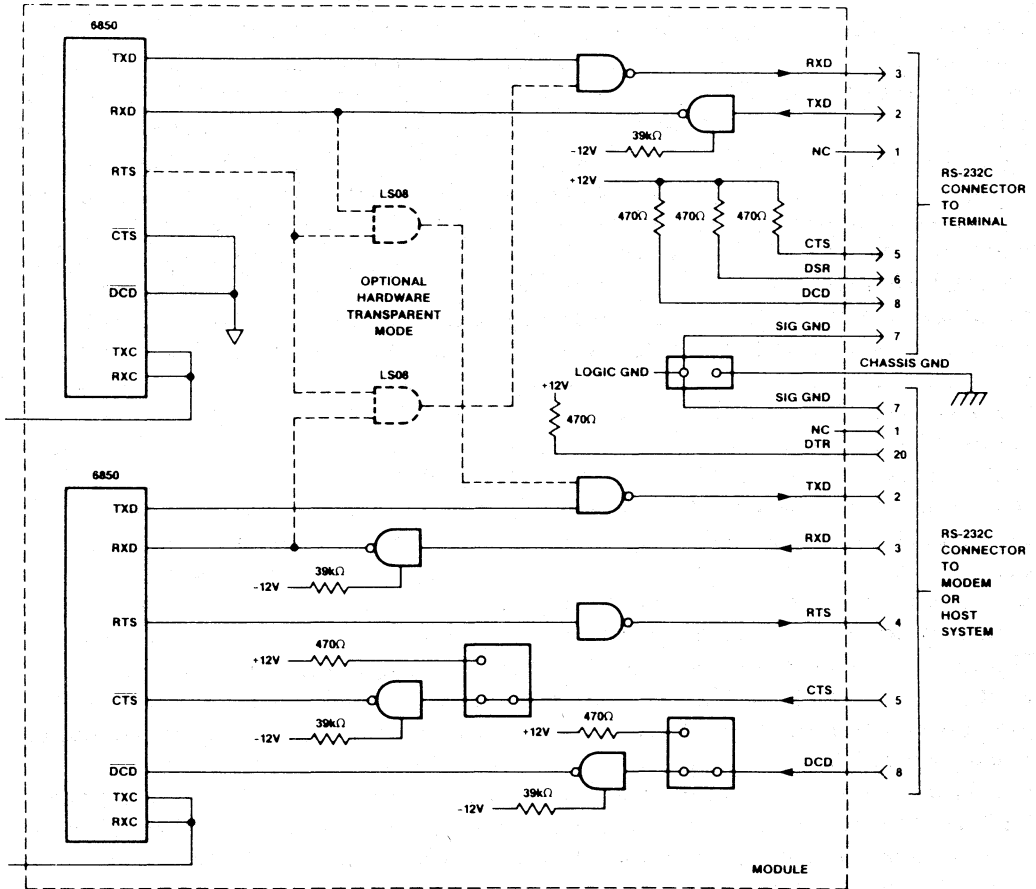 6850
TXD
RXD
RTS
CTS
DCD
TXC
RXC
LS08
OPTIONAL
HARDWARE
TRANSPARENT
MODE
LS08
RXD
3
TXD
2
39kΩ
-12V
NC
1
+12V
470Ω
470Ω
470Ω
CTS
5
DSR
6
DCD
8
SIG GND
7
RS-232C
CONNECTOR
TO
TERMINAL
LOGIC GND
CHASSIS GND
+12V
470Ω
SIG GND
7
NC
1
DTR
20
6850
TXD
RXD
RTS
CTS
DCD
TXC
RXC
TXD
2
RXD
3
39kΩ
-12V
RTS
4
470Ω
+12V
CTS
5
39kΩ
-12V
470Ω
+12V
DCD
8
39kΩ
-12V
RS-232C
CONNECTOR
TO
MODEM
OR
HOST
SYSTEM
MODULE